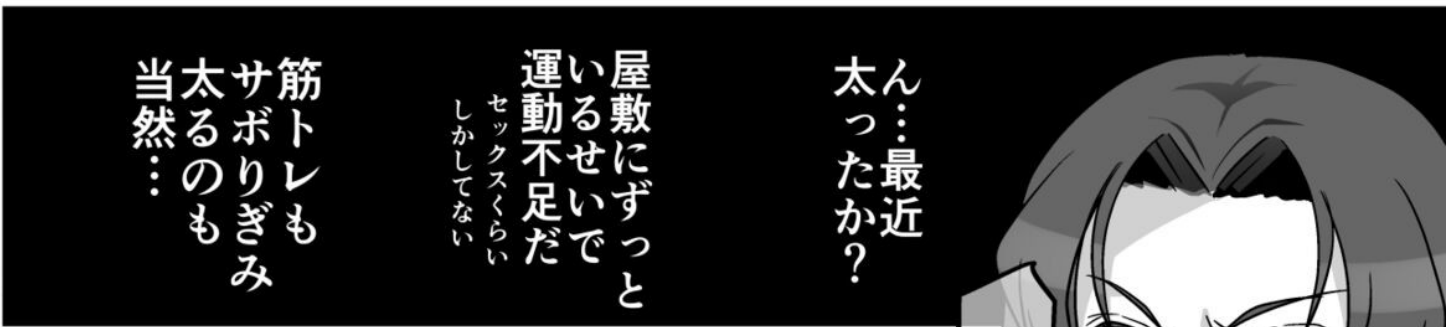 ん…最近
太ったか？
屋敷にずっと
いるせいで
運動不足だ
セックスくらい
しかしてない
筋トレも
サボりぎみ
太るのも
当然…